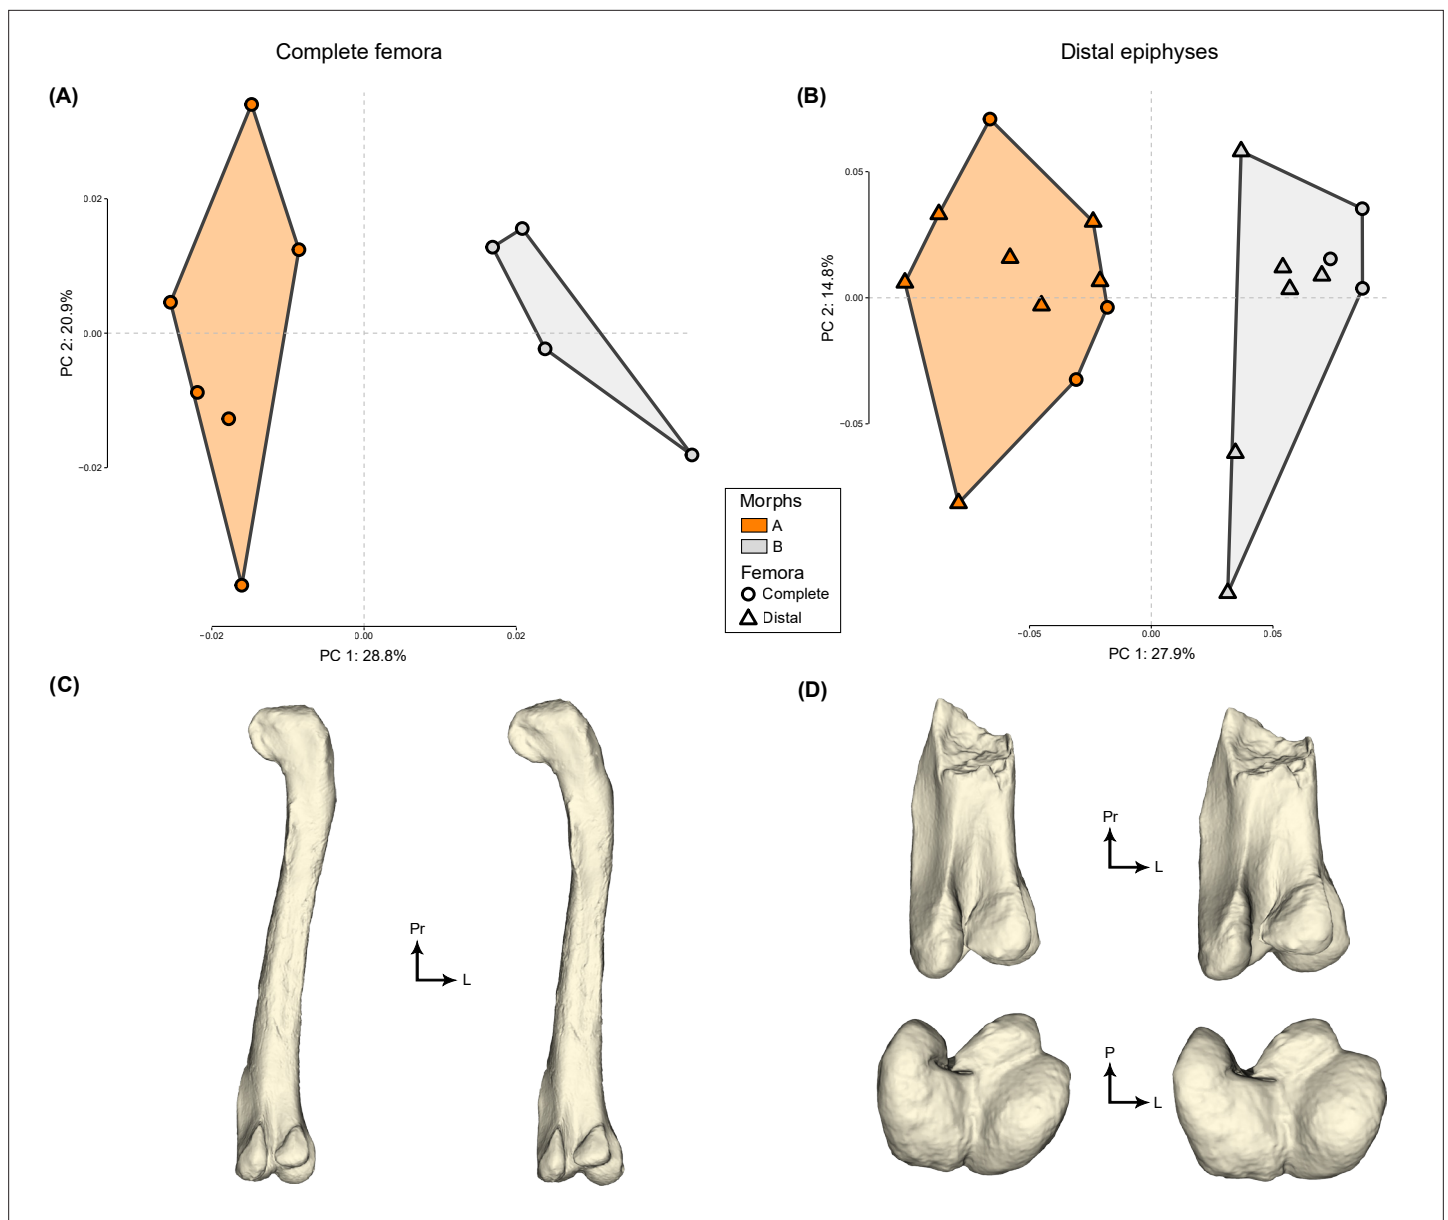 Complete femora
Distal epiphyses
(A)
(B)
0.02
0.00
−0.02
PC 2: 20.9%
−0.02
0.00
0.02
PC 1: 28.8%
0.05
0.00
−0.05
PC 2: 14.8%
−0.05
0.00
0.05
PC 1: 27.9%
Morphs
A
B
Femora
Complete
Distal
(C)
(D)
Pr
L
Pr
L
P
L